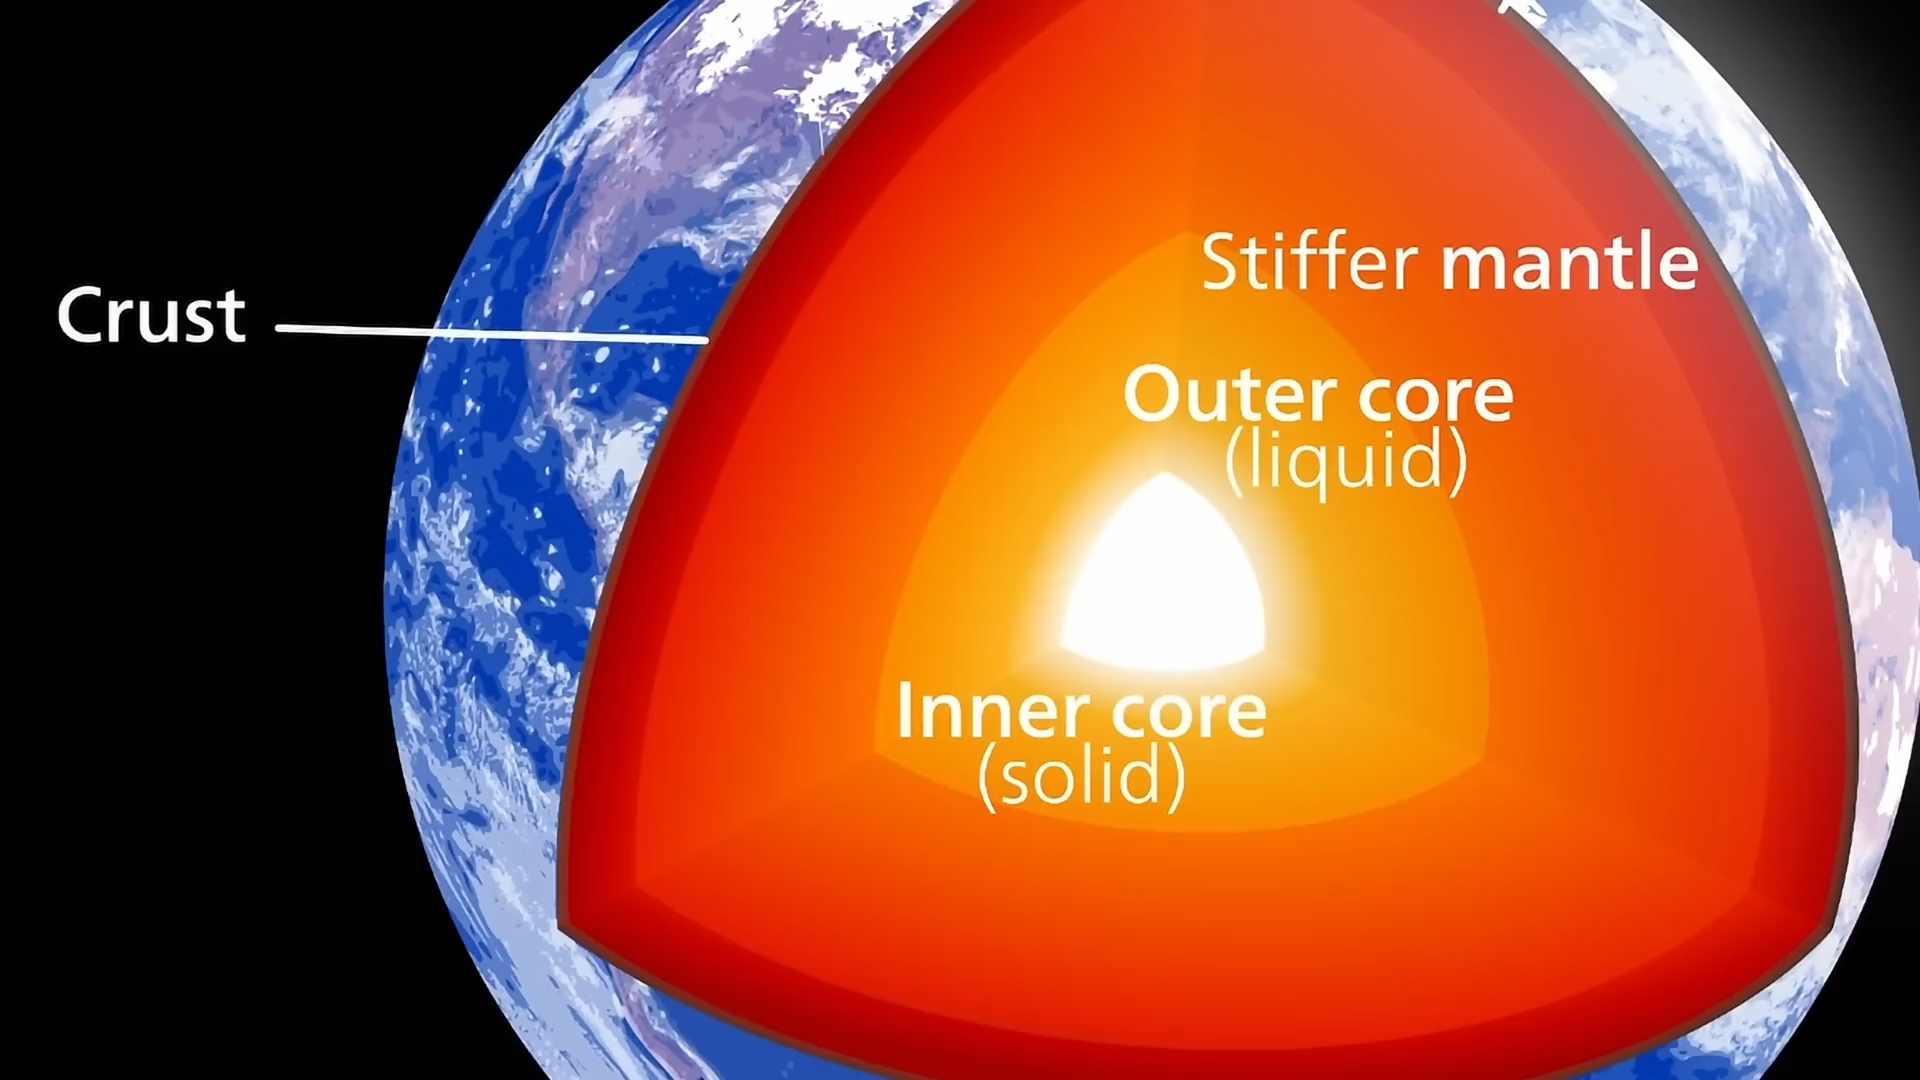 Stiffer mantle
Crust
Outer core
(liquid)
Inner core
(solid)